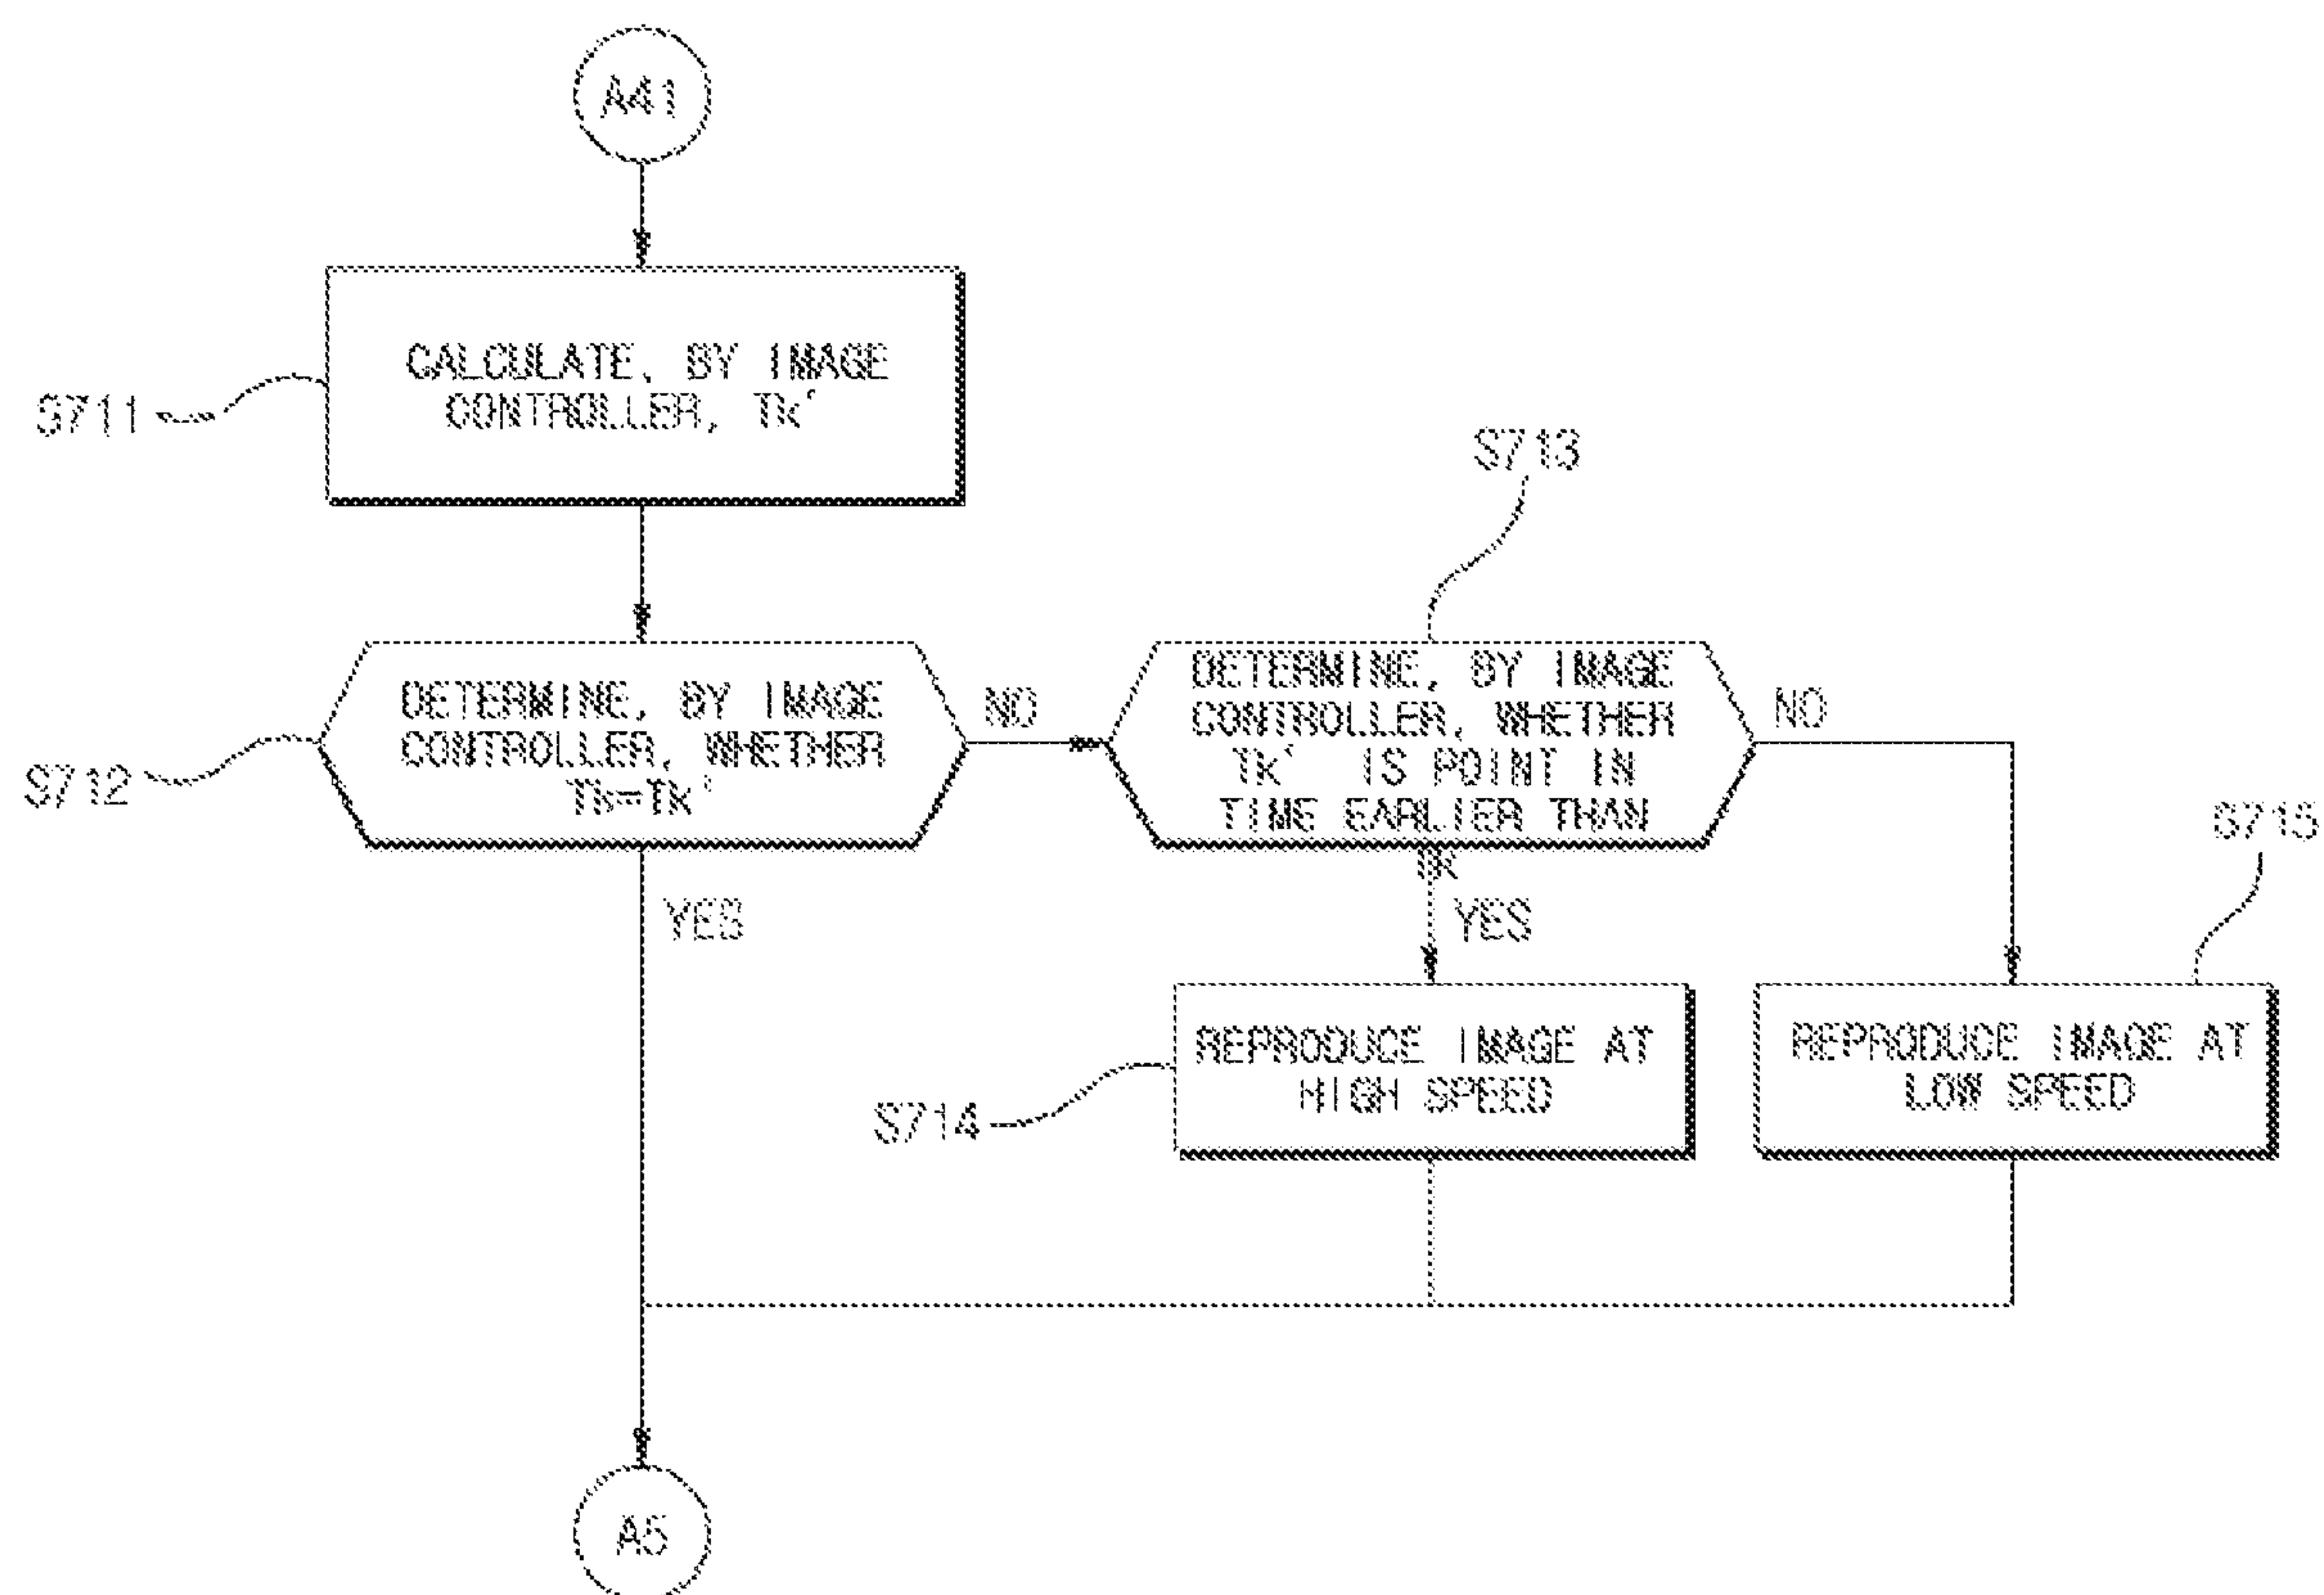 A41
CALCULATE, BY IMAGE
CONTROLLER, Tk'
S711
S713
DETERMINE, BY IMAGE
CONTROLLER, WHETHER
Tk=Tk'
S712
NO
DETERMINE, BY IMAGE
CONTROLLER, WHETHER
Tk' IS POINT IN
TIME EARLIER THAN
Tk
NO
S715
YES
YES
REPRODUCE IMAGE AT
HIGH SPEED
S714
REPRODUCE IMAGE AT
LOW SPEED
A5